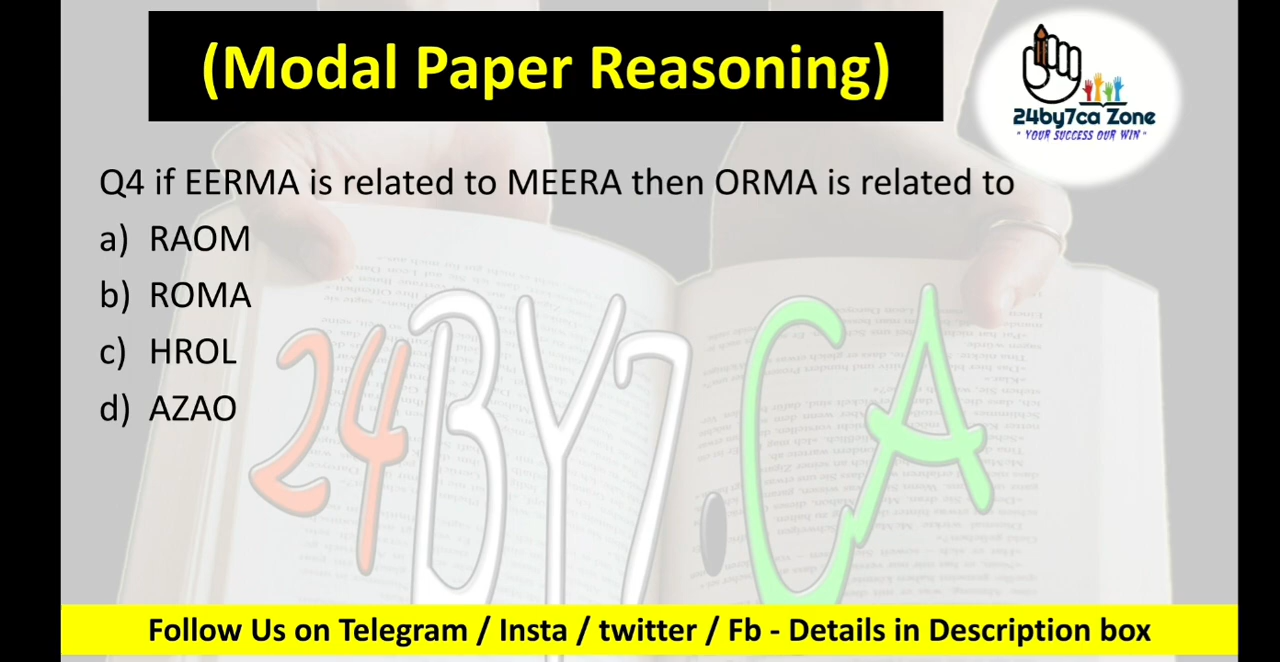 (Modal Paper Reasoning)
24by7ca Zone
" YOUR SUCCESS OUR WIN "
Q4 if EERMA is related to MEERA then ORMA is related to
a) RAOM
b) ROMA
c) HROL
d) AZAO
24BY7.CA
Follow Us on Telegram / Insta / twitter / Fb - Details in Description box